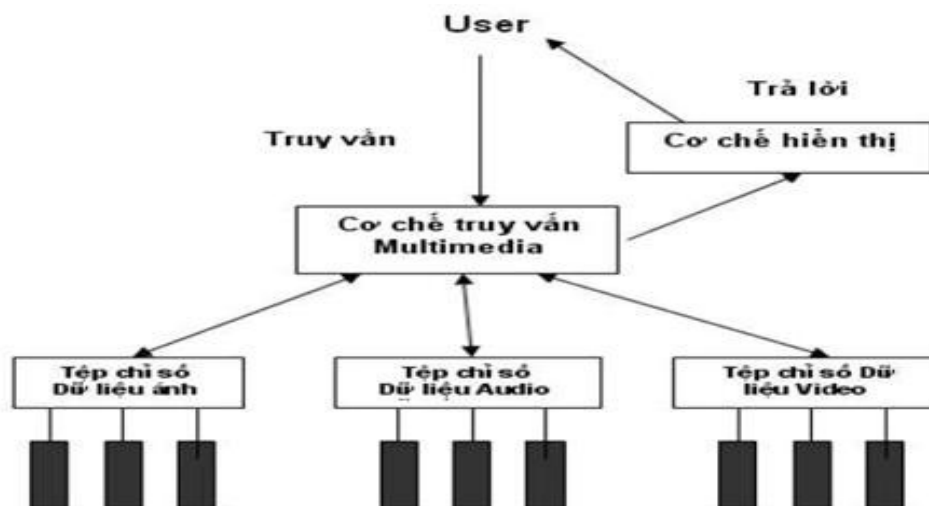 User
Trả lời
Truy vấn
Cơ chế hiển thị
Cơ chế truy vấn
Multimedia
Tệp chỉ số
Dữ liệu ảnh
Tệp chỉ số
Dữ liệu Audio
Tệp chỉ số Dữ
liệu Video